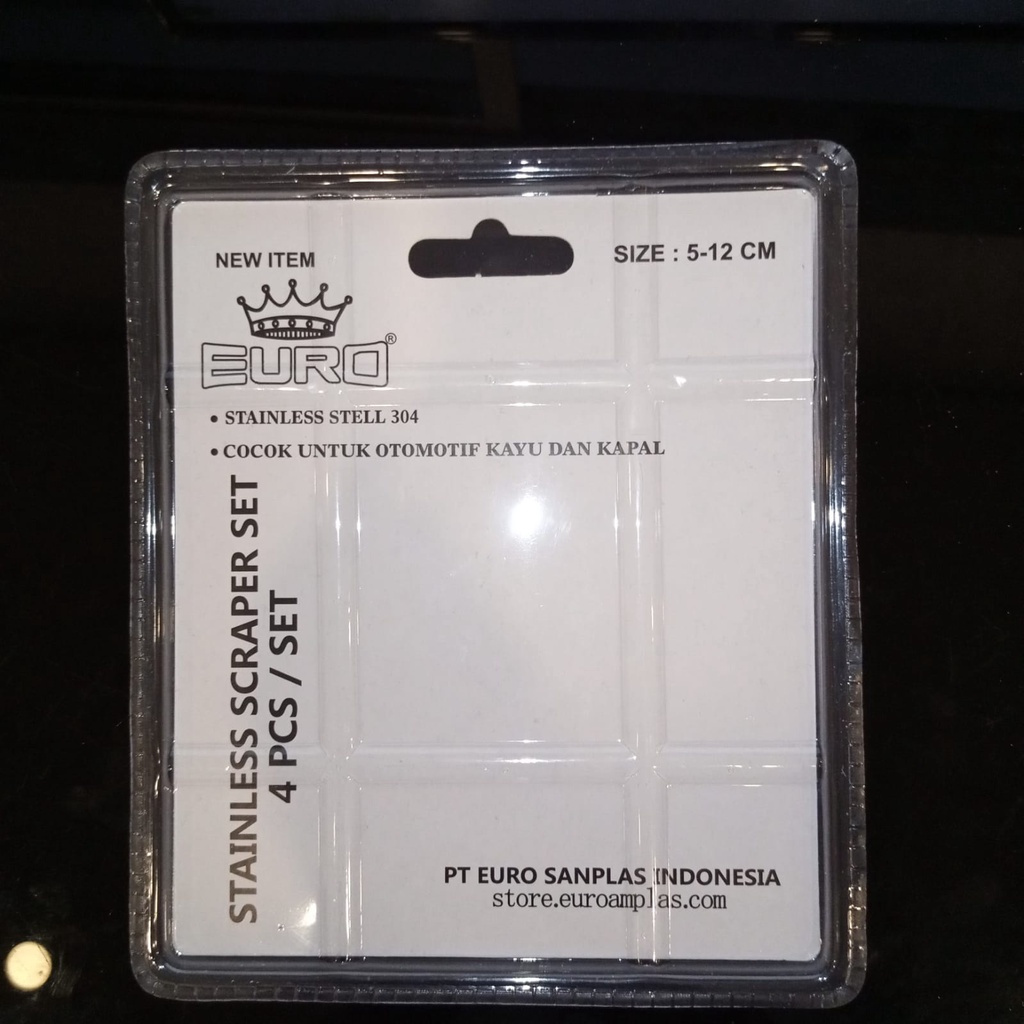 NEW ITEM
SIZE : 5-12 CM
EURO®
• STAINLESS STELL 304
• COCOK UNTUK OTOMOTIF KAYU DAN KAPAL
STAINLESS SCRAPER SET
4 PCS / SET
PT EURO SANPLAS INDONESIA
store.euroamplas.com